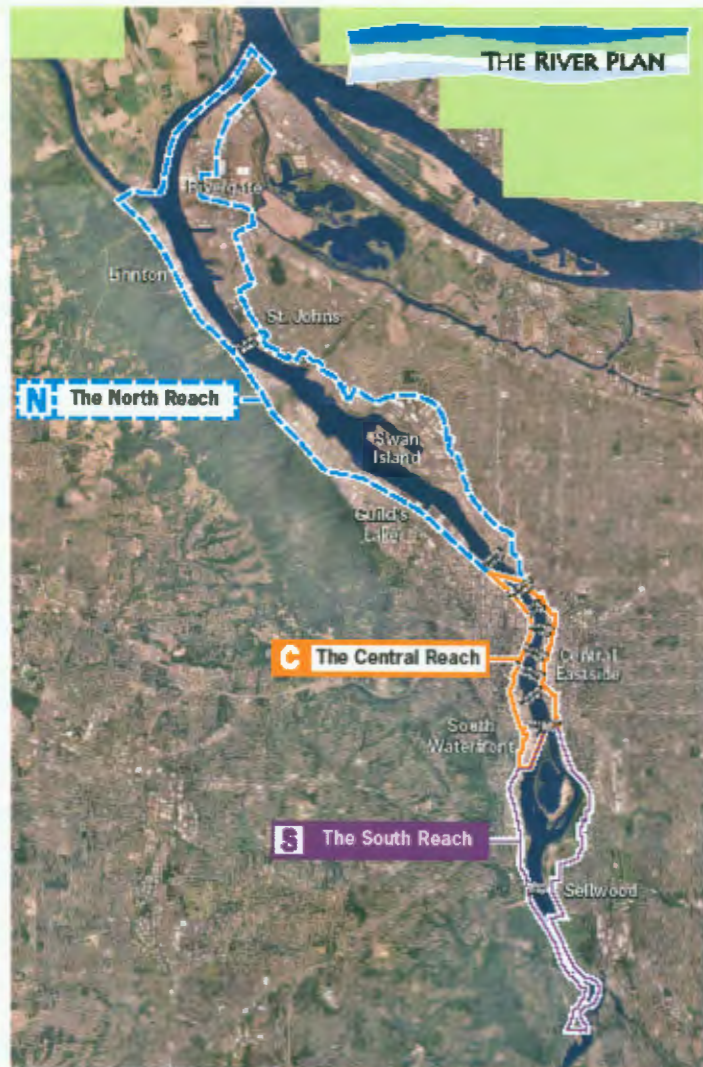 THE RIVER PLAN
Rivergate
Linnton
St. Johns
N The North Reach
Swan
Island
Guild's
Lake
C The Central Reach
Central
Eastside
South
Waterfront
S The South Reach
Sellwood